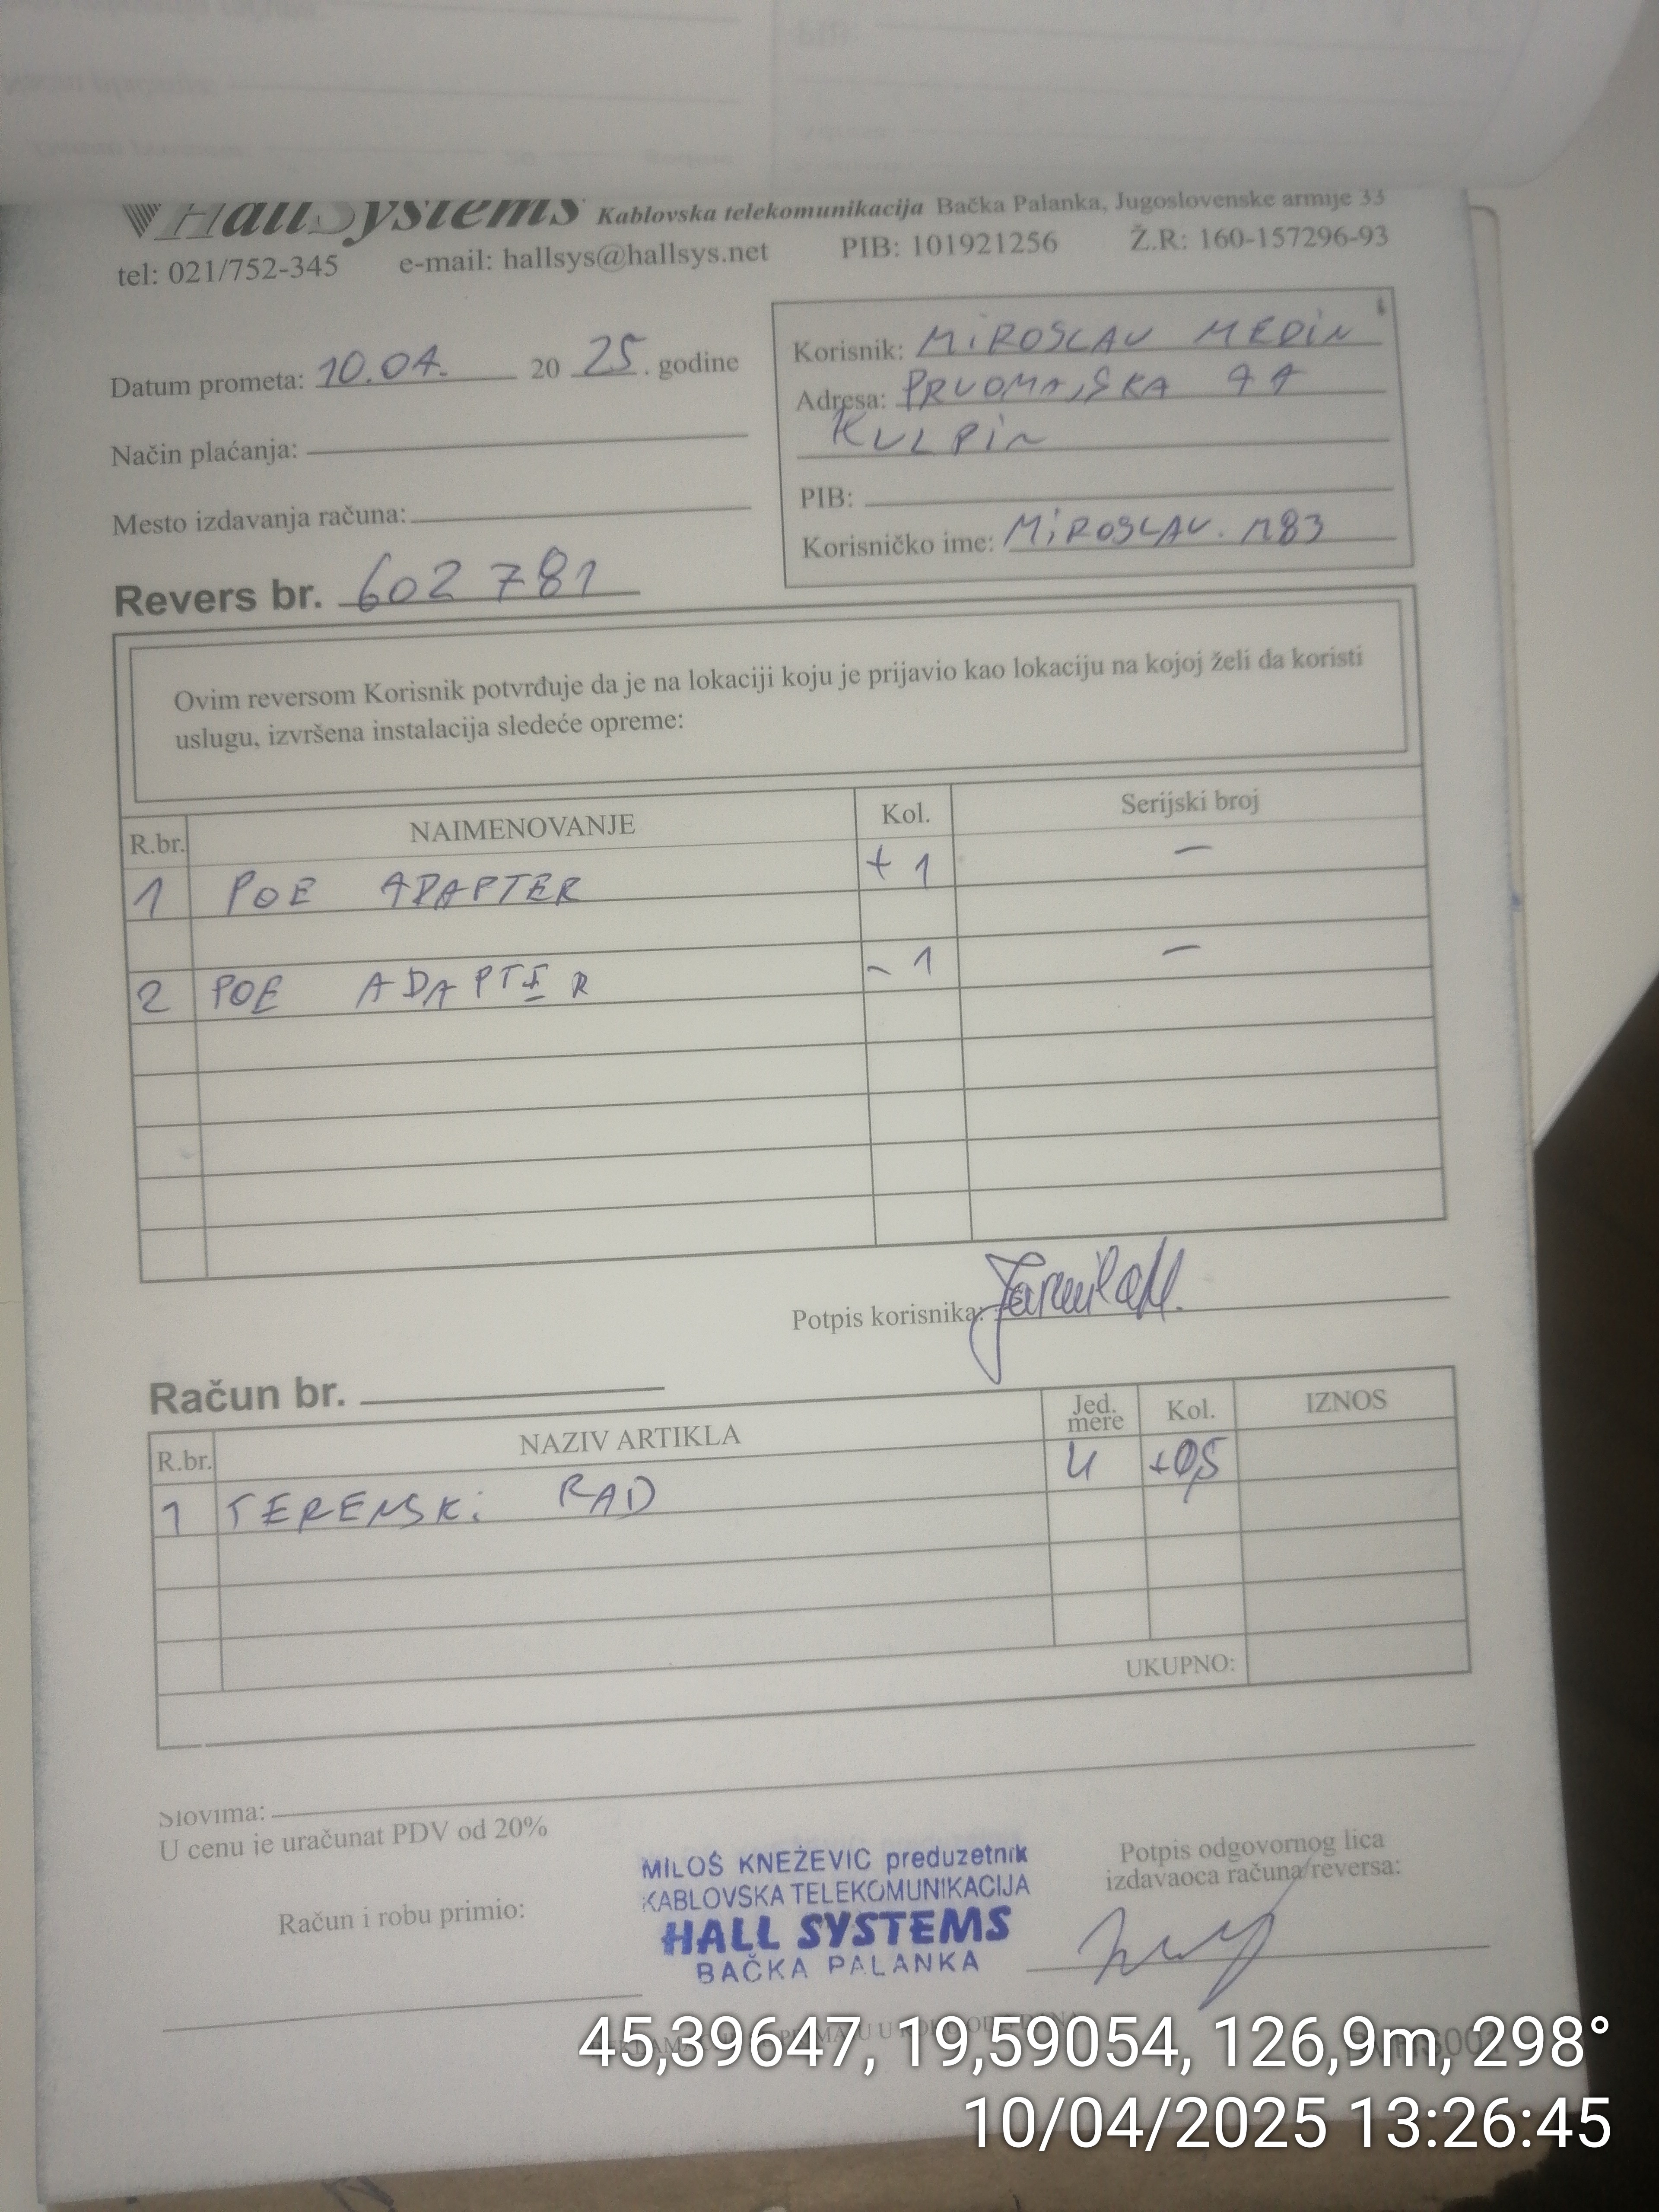 HallSystems Kablovska telekomunikacija Bačka Palanka, Jugoslovenske armije 33
tel: 021/752-345 e-mail: hallsys@hallsys.net PIB: 101921256 Ž.R: 160-157296-93
Datum prometa: 10.04. 20 25. godine
Način plaćanja:
Mesto izdavanja računa:
Korisnik: MIROSLAV MEDIN
Adresa: PRVOMAJSKA
KULPIN
PIB:
Korisničko ime: MIROSLAV.M83
Revers br. 602781
Ovim reversom Korisnik potvrđuje da je na lokaciji koju je prijavio kao lokaciju na kojoj želi da koristi
uslugu, izvršena instalacija sledeće opreme:
R.br. NAIMENOVANJE Kol. Serijski broj
1 POE ADAPTER +1 -
2 POE ADAPTER -1 -
Potpis korisnika:
Račun br.
R.br. NAZIV ARTIKLA Jed. mere Kol. IZNOS
1 TERENSKI RAD +0,5
UKUPNO:
Slovima:
U cenu je uračunat PDV od 20%
Račun i robu primio:
MILOŠ KNEŽEVIĆ preduzetnik
KABLOVSKA TELEKOMUNIKACIJA
HALL SYSTEMS
BAČKA PALANKA
Potpis odgovornog lica
izdavaoca računa/reversa:
45,39647, 19,59054, 126,9m, 298°
10/04/2025 13:26:45